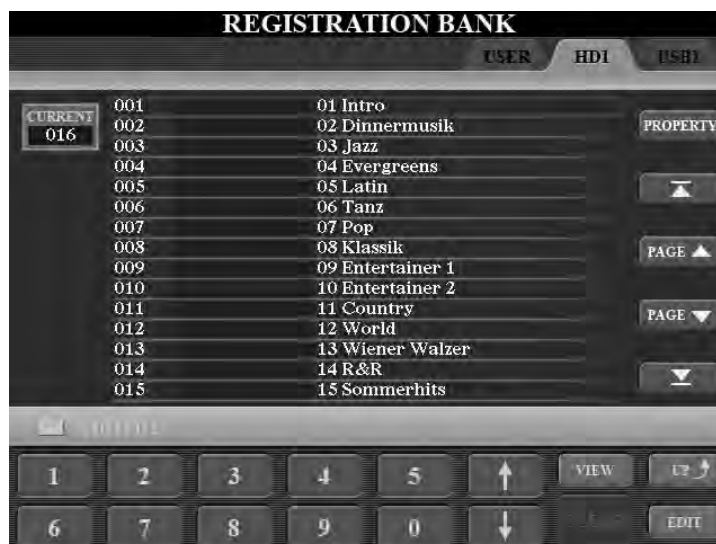 REGISTRATION BANK
USER HD1 USB1
CURRENT
016
001 01 Intro
002 02 Dinnermusik
003 03 Jazz
004 04 Evergreens
005 05 Latin
006 06 Tanz
007 07 Pop
008 08 Klassik
009 09 Entertainer 1
010 10 Entertainer 2
011 11 Country
012 12 World
013 13 Wiener Walzer
014 14 R&R
015 15 Sommerhits
PROPERTY
PAGE
PAGE
1 2 3 4 5 VIEW UP
6 7 8 9 0 EDIT